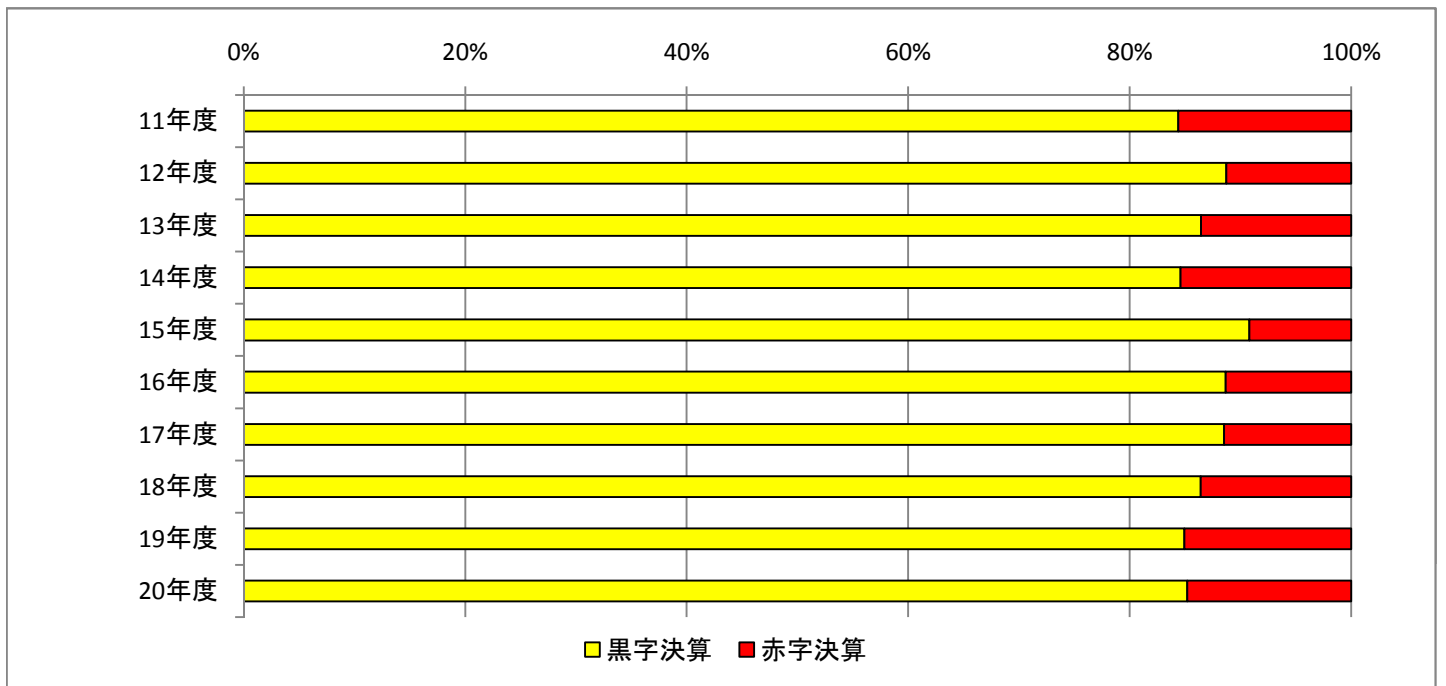 0% 20% 40% 60% 80% 100%
11年度
12年度
13年度
14年度
15年度
16年度
17年度
18年度
19年度
20年度
黒字決算 赤字決算